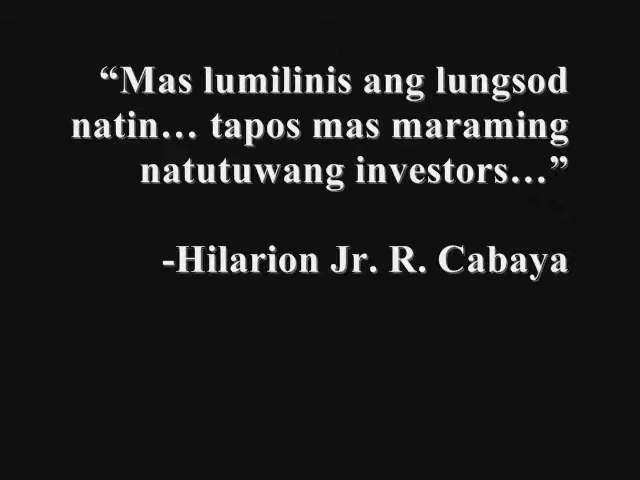 “Mas lumilinis ang lungsod
natin… tapos mas maraming
natutuwang investors…”
-Hilarion Jr. R. Cabaya